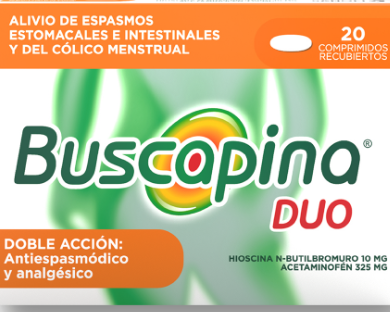 ALIVIO DE ESPASMOS
ESTOMACALES E INTESTINALES
Y DEL CÓLICO MENSTRUAL
20
COMPRIMIDOS
RECUBIERTOS
Buscapina®
DUO
DOBLE ACCIÓN:
Antiespasmódico
y analgésico
HIOSCINA N-BUTILBROMURO 10 MG
ACETAMINOFÉN 325 MG